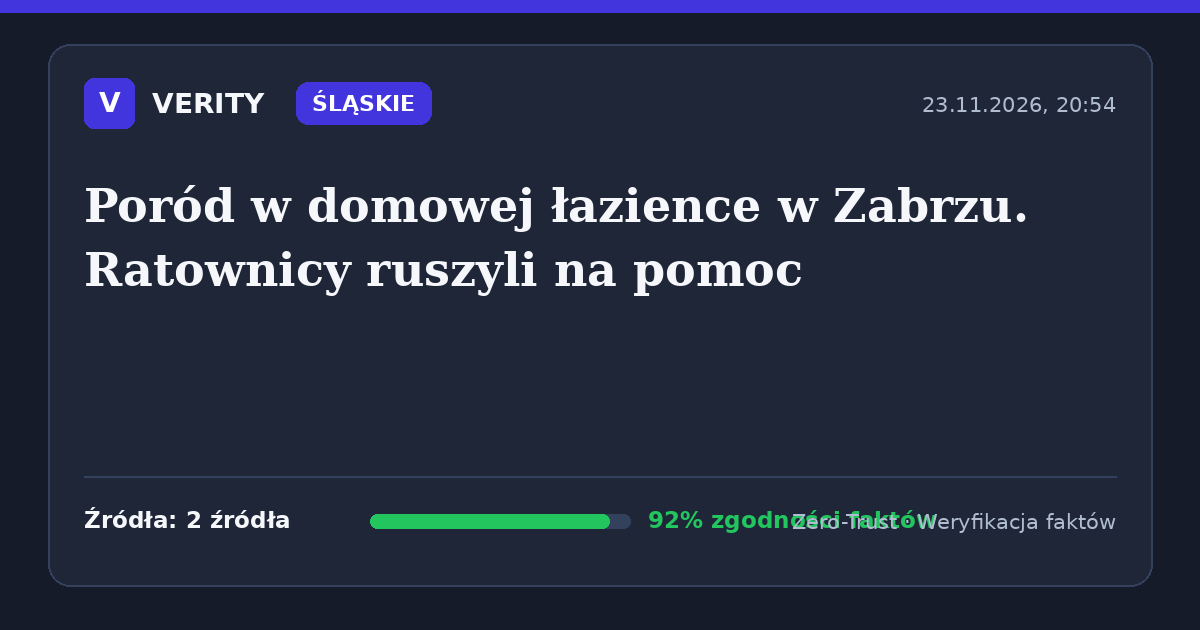 V VERITY ŚLĄSKIE 23.11.2026, 20:54
Poród w domowej łazience w Zabrzu.
Ratownicy ruszyli na pomoc
Źródła: 2 źródła 92% zgodności faktów Zero-Trust · Weryfikacja faktów